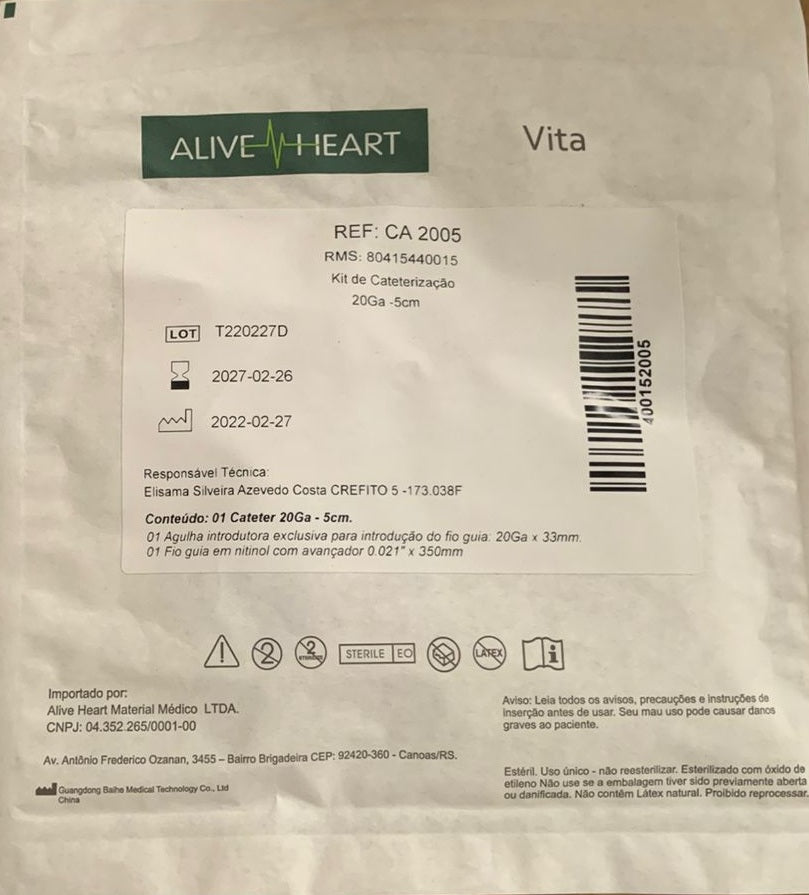 ALIVE HEART
Vita
REF: CA 2005
RMS: 80415440015
Kit de Cateterização
20Ga -5cm
LOT T220227D
2027-02-26
2022-02-27
400152005
Responsável Técnica:
Elisama Silveira Azevedo Costa CREFITO 5 -173.038F
Conteúdo: 01 Cateter 20Ga - 5cm.
01 Agulha introdutora exclusiva para introdução do fio guia: 20Ga x 33mm.
01 Fio guia em nitinol com avançador 0.021" x 350mm
2 2 STERILE EO LATEX i
Importado por:
Alive Heart Material Médico LTDA.
CNPJ: 04.352.265/0001-00
Av. Antônio Frederico Ozanan, 3455 – Bairro Brigadeira CEP: 92420-360 - Canoas/RS.
Guangdong Baihe Medical Technology Co., Ltd
China
Aviso: Leia todos os avisos, precauções e instruções de
inserção antes de usar. Seu mau uso pode causar danos
graves ao paciente.
Estéril. Uso único - não reesterilizar. Esterilizado com óxido de
etileno Não use se a embalagem tiver sido previamente aberta
ou danificada. Não contêm Látex natural. Proibido reprocessar.